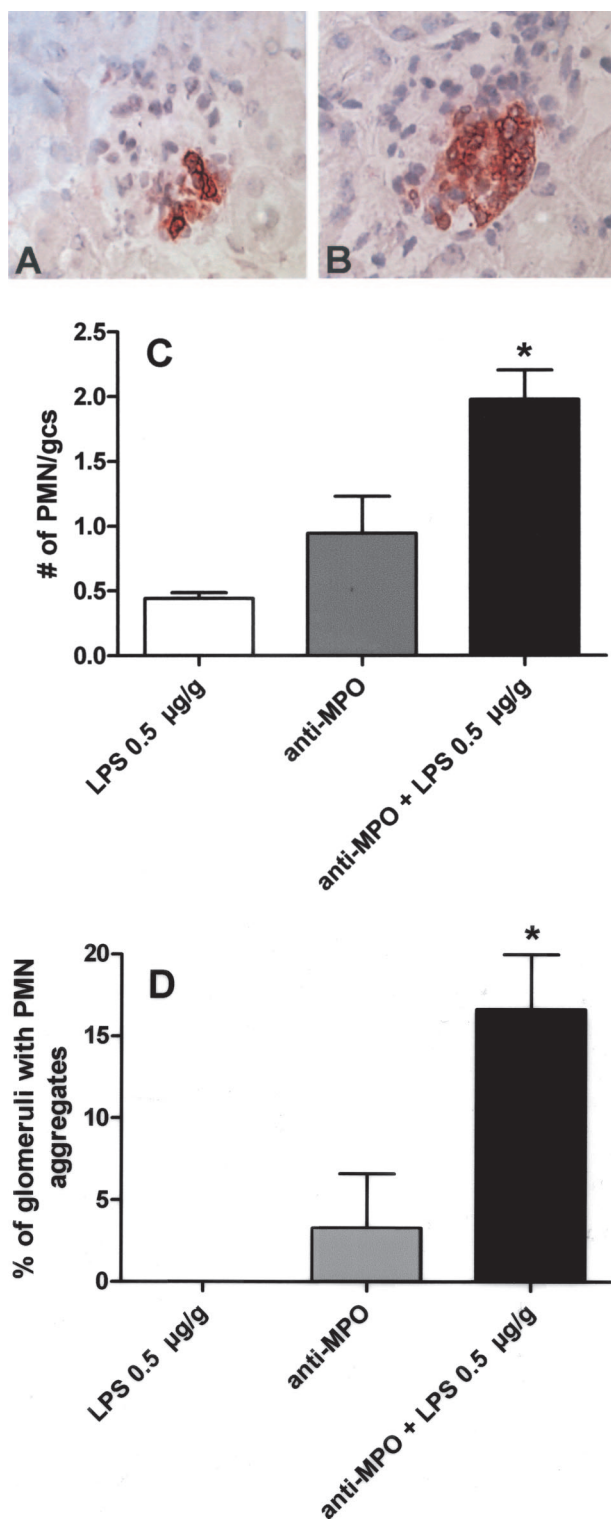 A
B
C
# of PMN/gcs
2.5
2.0
1.5
1.0
0.5
0.0
*
LPS 0.5 µg/g
anti-MPO
anti-MPO + LPS 0.5 µg/g
D
% of glomeruli with PMN
aggregates
20
15
10
5
0
*
LPS 0.5 µg/g
anti-MPO
anti-MPO + LPS 0.5 µg/g